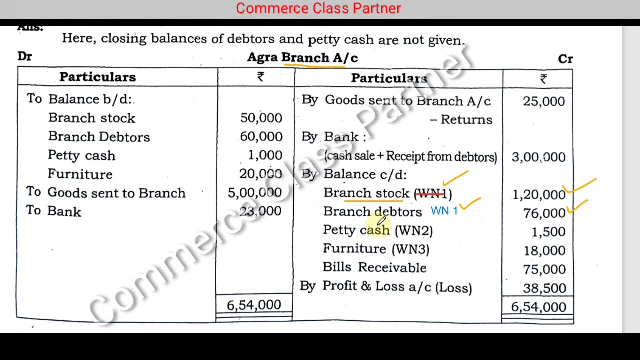 Commerce Class Partner
Ans:
Here, closing balances of debtors and petty cash are not given.
Dr Agra Branch A/c Cr
Particulars ₹ Particulars ₹
To Balance b/d: By Goods sent to Branch A/c 25,000
Branch stock 50,000 – Returns
Branch Debtors 60,000 By Bank :
Petty cash 1,000 (cash sale + Receipt from debtors) 3,00,000
Furniture 20,000 By Balance c/d:
To Goods sent to Branch 5,00,000 Branch stock (WN1) 1,20,000
To Bank 23,000 Branch debtors WN 1 76,000
Petty cash (WN2) 1,500
Furniture (WN3) 18,000
Bills Receivable 75,000
By Profit & Loss a/c (Loss) 38,500
6,54,000 6,54,000
Commerce Class Partner